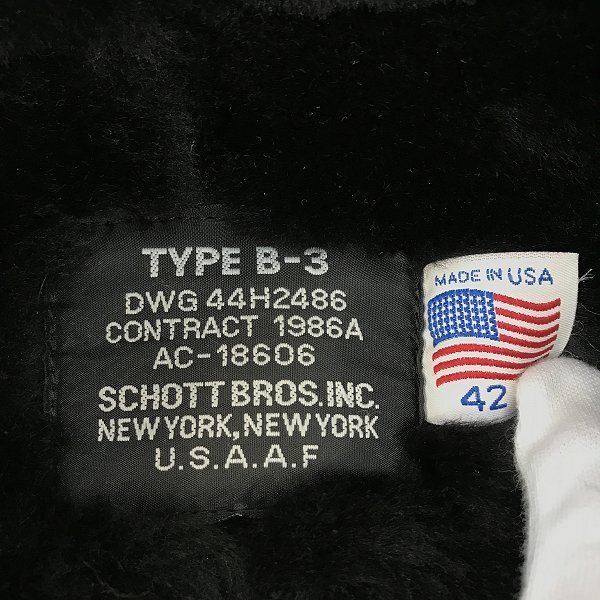 TYPE B-3
DWG 44H2486
CONTRACT 1986A
AC-18606
SCHOTT BROS.INC.
NEW YORK, NEW YORK
U.S.A.A.F
MADE IN USA
42